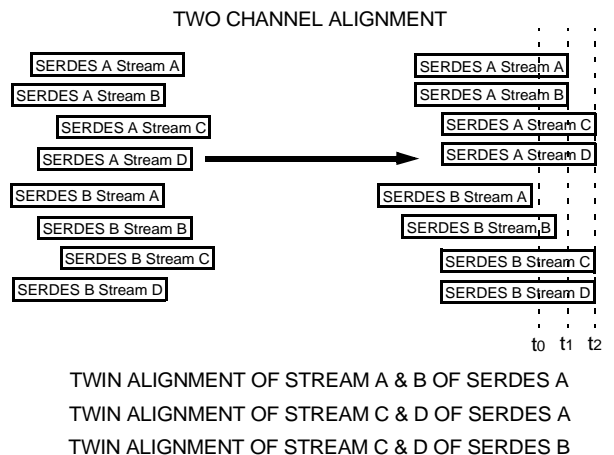 TWO CHANNEL ALIGNMENT
SERDES A Stream A
SERDES A Stream B
SERDES A Stream C
SERDES A Stream D
SERDES B Stream A
SERDES B Stream B
SERDES B Stream C
SERDES B Stream D
SERDES A Stream A
SERDES A Stream B
SERDES A Stream C
SERDES A Stream D
SERDES B Stream A
SERDES B Stream B
SERDES B Stream C
SERDES B Stream D
t0 t1 t2
TWIN ALIGNMENT OF STREAM A & B OF SERDES A
TWIN ALIGNMENT OF STREAM C & D OF SERDES A
TWIN ALIGNMENT OF STREAM C & D OF SERDES B